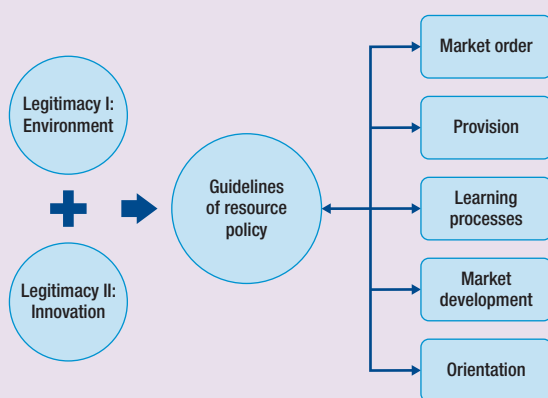 Legitimacy I:
Environment
Legitimacy II:
Innovation
Guidelines
of resource
policy
Market order
Provision
Learning
processes
Market
development
Orientation